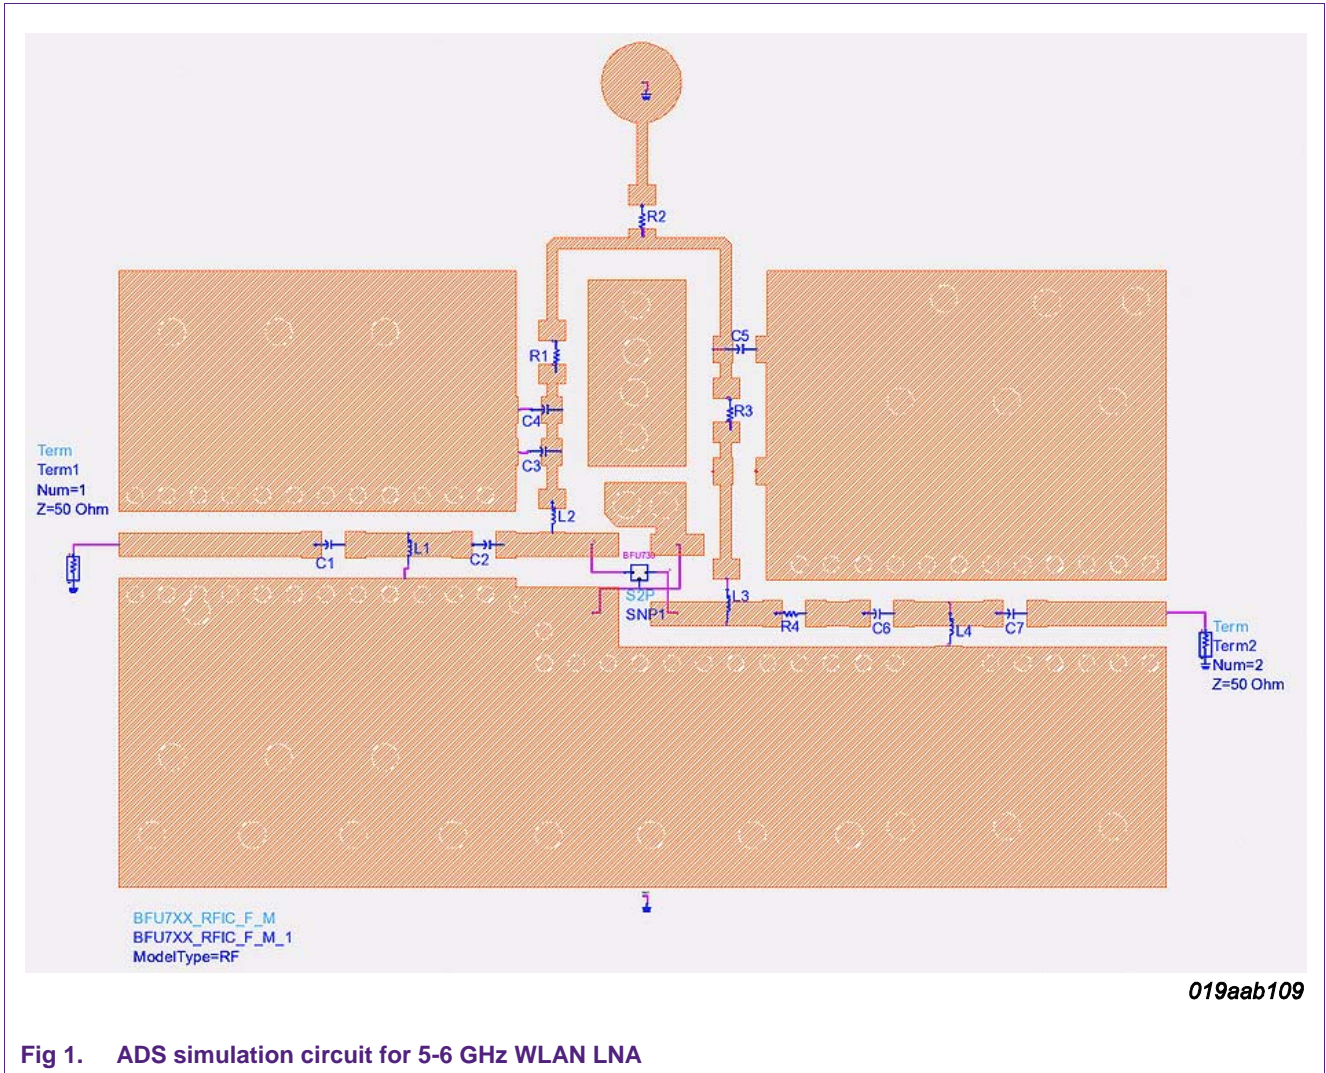 R2
C5
R1
R3
C4
C3
Term
Term1
Num=1
Z=50 Ohm
L2
C1
L1
C2
BFU730
S2P
SNP1
L3
R4
C6
L4
C7
Term
Term2
Num=2
Z=50 Ohm
BFU7XX_RFIC_F_M
BFU7XX_RFIC_F_M_1
ModelType=RF
019aab109
Fig 1. ADS simulation circuit for 5-6 GHz WLAN LNA